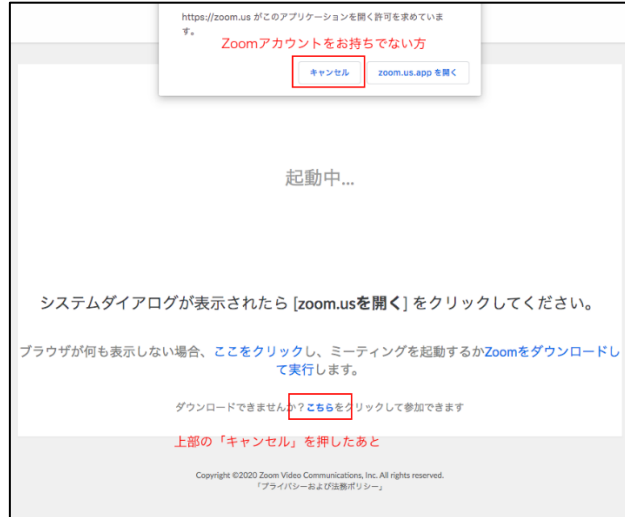 https://zoom.us がこのアプリケーションを開く許可を求めていま
す。
Zoomアカウントをお持ちでない方
キャンセル zoom.us.app を開く
起動中...
システムダイアログが表示されたら [zoom.usを開く] をクリックしてください。
ブラウザが何も表示しない場合、ここをクリックし、ミーティングを起動するかZoomをダウンロードし
て実行します。
ダウンロードできませんか？こちらをクリックして参加できます
上部の「キャンセル」を押したあと
Copyright ©2020 Zoom Video Communications, Inc. All rights reserved.
「プライバシーおよび法務ポリシー」